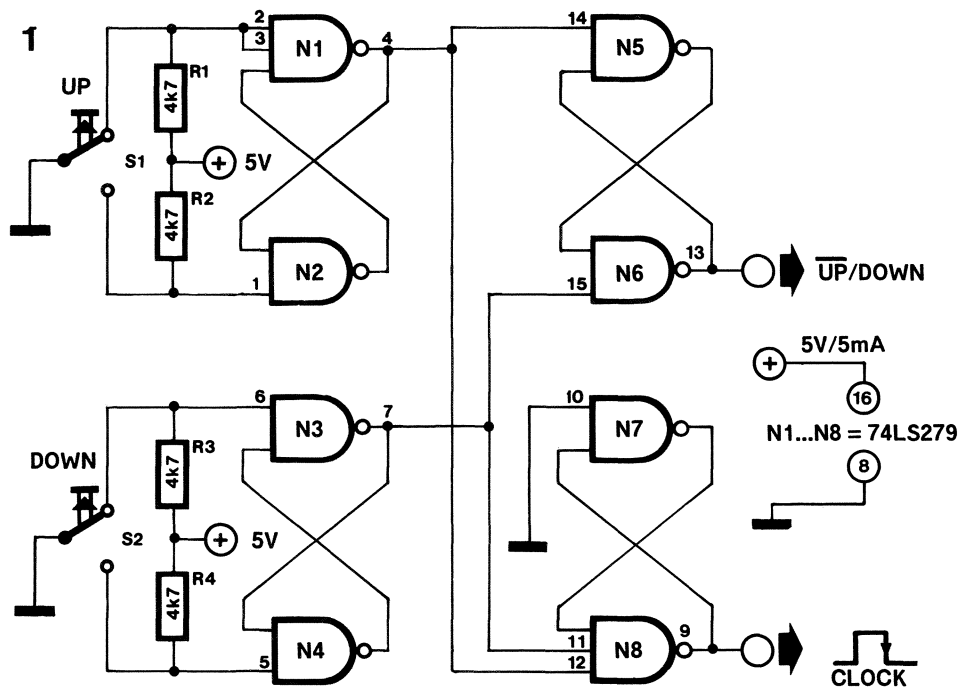 1
UP
S1
R1
4k7
5V
R2
4k7
2
3
N1
4
1
N2
14
N5
15
N6
13
UP/DOWN
DOWN
S2
R3
4k7
5V
R4
4k7
6
N3
7
5
N4
10
N7
11
12
N8
9
CLOCK
5V/5mA
16
N1...N8 = 74LS279
8